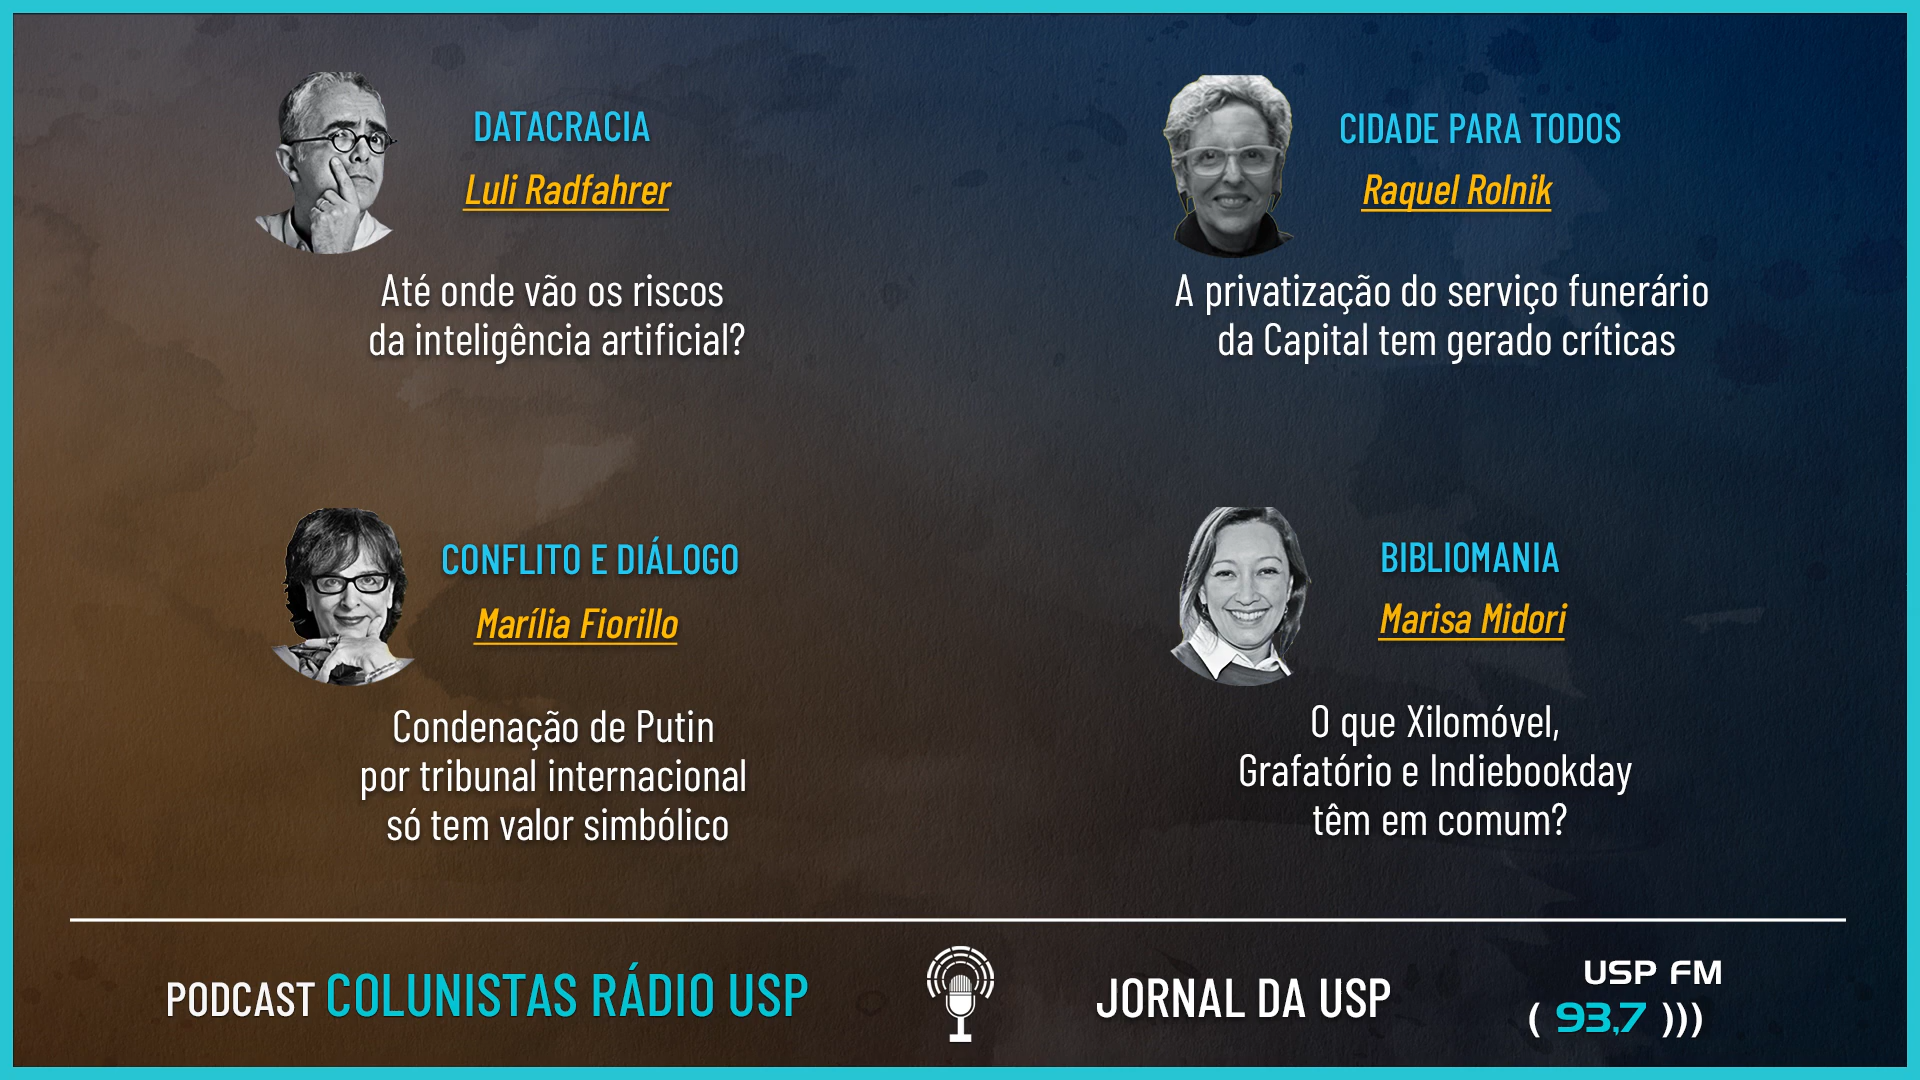 DATACRACIA
Luli Radfahrer
Até onde vão os riscos
da inteligência artificial?
CIDADE PARA TODOS
Raquel Rolnik
A privatização do serviço funerário
da Capital tem gerado críticas
CONFLITO E DIÁLOGO
Marília Fiorillo
Condenação de Putin
por tribunal internacional
só tem valor simbólico
BIBLIOMANIA
Marisa Midori
O que Xilomóvel,
Grafatório e Indiebookday
têm em comum?
PODCAST COLUNISTAS RÁDIO USP
JORNAL DA USP
USP FM
( 93,7 )))